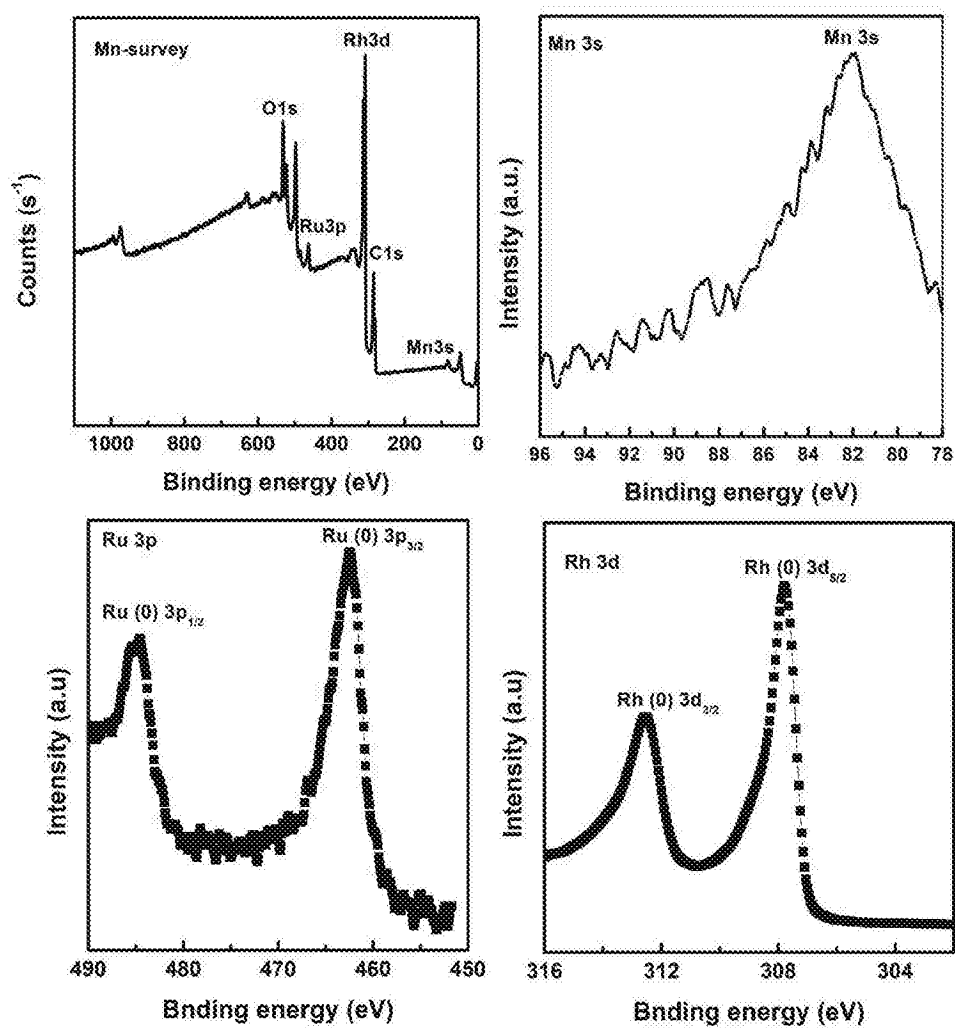 Mn-survey
Counts (s⁻¹)
O1s
Ru3p
Rh3d
C1s
Mn3s
1000 800 600 400 200 0
Binding energy (eV)
Mn 3s
Mn 3s
Intensity (a.u.)
96 94 92 90 88 86 84 82 80 78
Binding energy (eV)
Ru 3p
Ru (0) 3p₃/₂
Ru (0) 3p₁/₂
Intensity (a.u)
490 480 470 460 450
Bnding energy (eV)
Rh 3d
Rh (0) 3d₅/₂
Rh (0) 3d₃/₂
Intensity (a.u)
316 312 308 304
Bnding energy (eV)